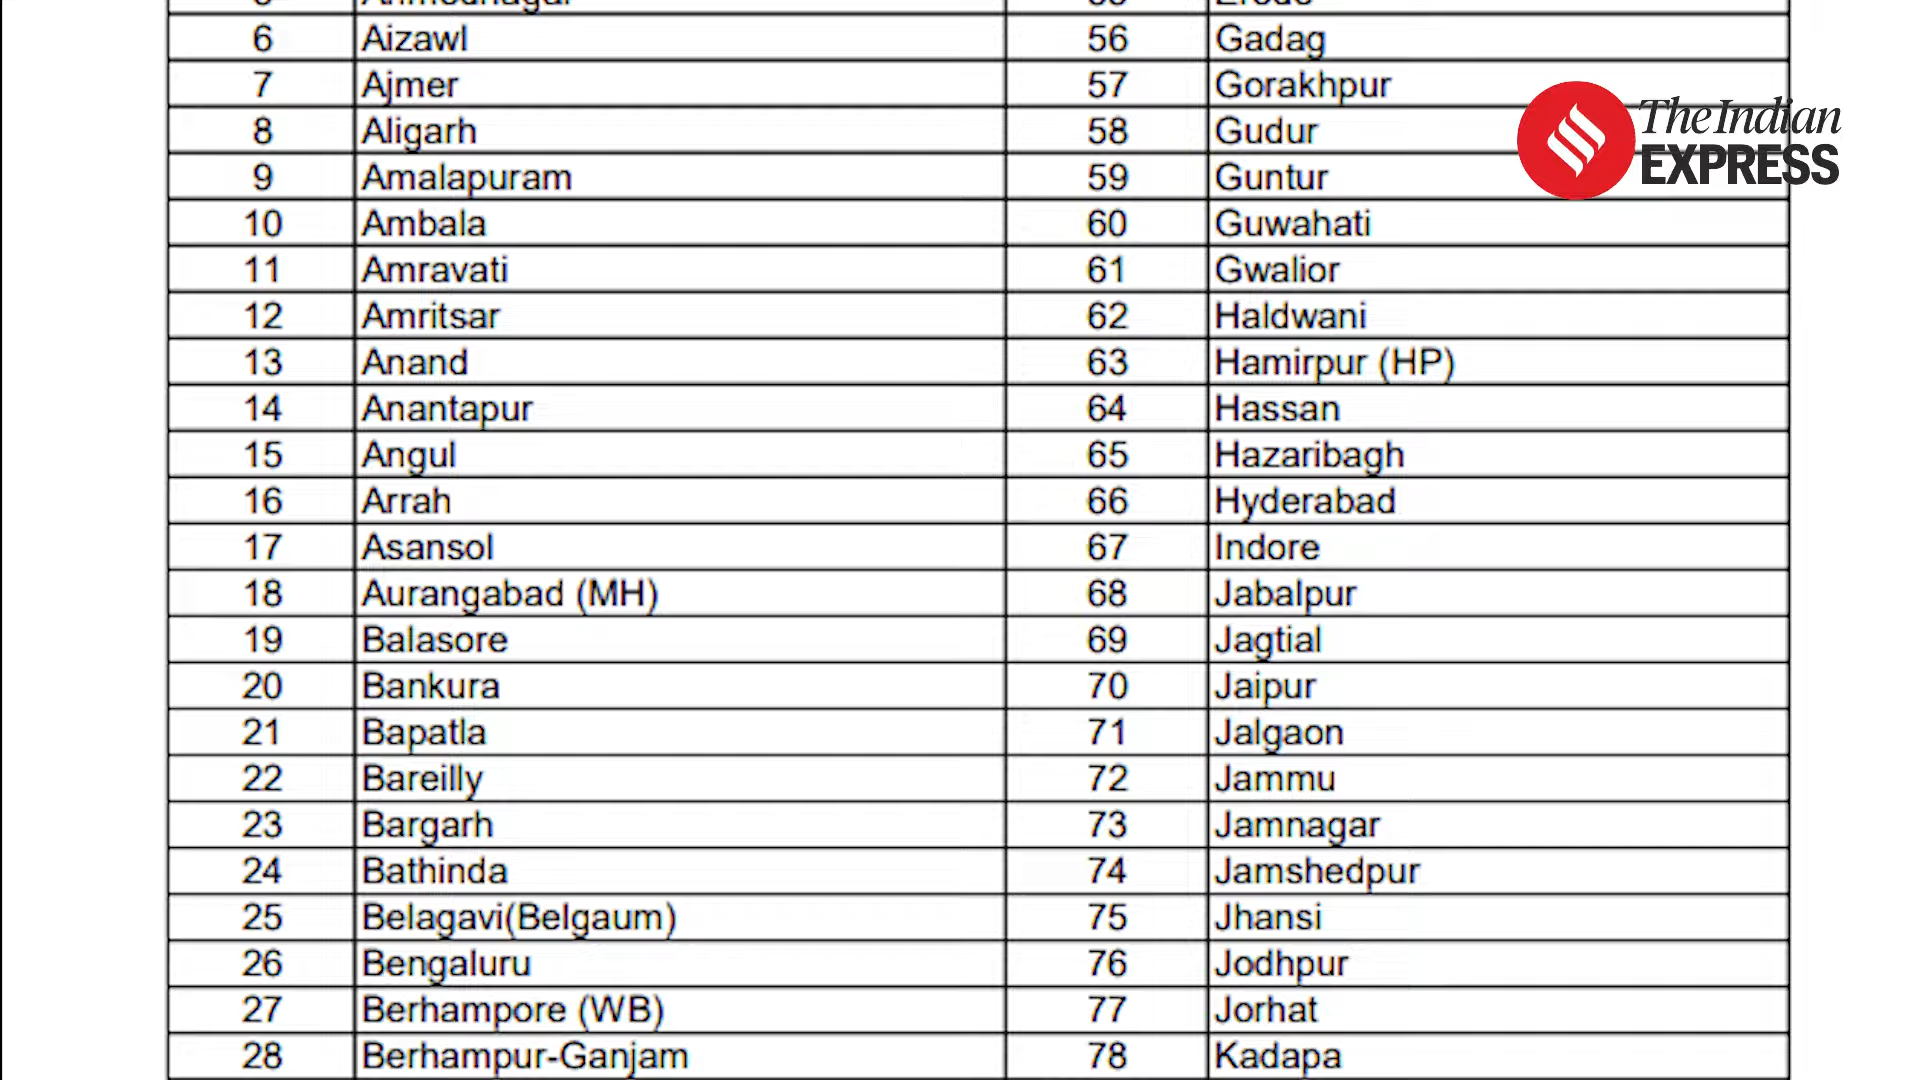 6 Aizawl 56 Gadag
7 Ajmer 57 Gorakhpur
8 Aligarh 58 Gudur
9 Amalapuram 59 Guntur
10 Ambala 60 Guwahati
11 Amravati 61 Gwalior
12 Amritsar 62 Haldwani
13 Anand 63 Hamirpur (HP)
14 Anantapur 64 Hassan
15 Angul 65 Hazaribagh
16 Arrah 66 Hyderabad
17 Asansol 67 Indore
18 Aurangabad (MH) 68 Jabalpur
19 Balasore 69 Jagtial
20 Bankura 70 Jaipur
21 Bapatla 71 Jalgaon
22 Bareilly 72 Jammu
23 Bargarh 73 Jamnagar
24 Bathinda 74 Jamshedpur
25 Belagavi(Belgaum) 75 Jhansi
26 Bengaluru 76 Jodhpur
27 Berhampore (WB) 77 Jorhat
28 Berhampur-Ganjam 78 Kadapa
The Indian
EXPRESS